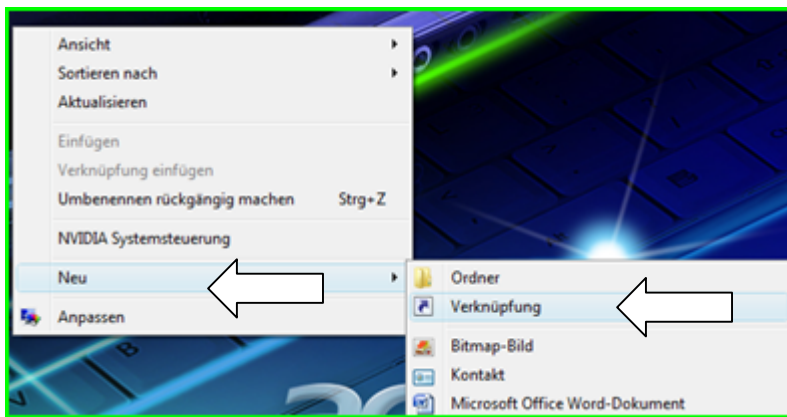 Ansicht
Sortieren nach
Aktualisieren
Einfügen
Verknüpfung einfügen
Umbenennen rückgängig machen Strg+Z
NVIDIA Systemsteuerung
Neu
Anpassen
Ordner
Verknüpfung
Bitmap-Bild
Kontakt
Microsoft Office Word-Dokument